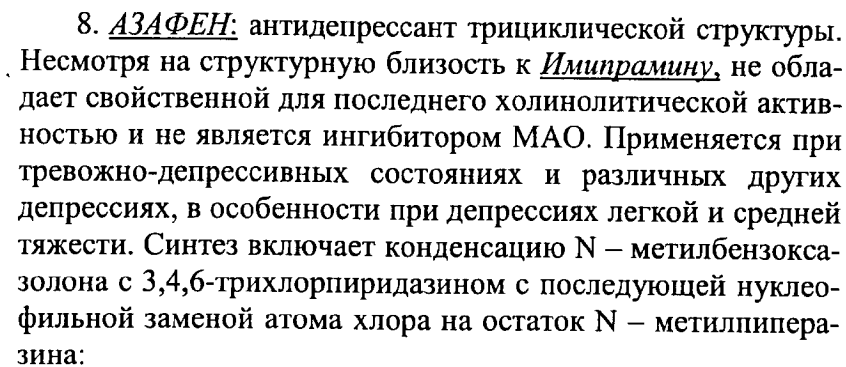 8. АЗАФЕН: антидепрессант трициклической структуры.
Несмотря на структурную близость к Имипрамину, не обла-
дает свойственной для последнего холинолитической актив-
ностью и не является ингибитором МАО. Применяется при
тревожно-депрессивных состояниях и различных других
депрессиях, в особенности при депрессиях легкой и средней
тяжести. Синтез включает конденсацию N – метилбензокса-
золона с 3,4,6-трихлорпиридазином с последующей нуклео-
фильной заменой атома хлора на остаток N – метилпипера-
зина: